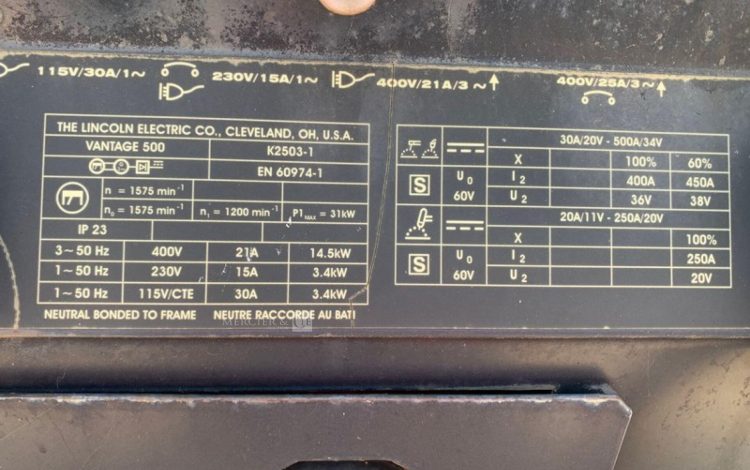 115V/30A/1~ 230V/15A/1~ 400V/21A/3~ 400V/25A/3~
THE LINCOLN ELECTRIC CO., CLEVELAND, OH, U.S.A.
VANTAGE 500 K2503-1
EN 60974-1
n = 1575 min-1
n0 = 1575 min-1 n1 = 1200 min-1 P1MAX = 31kW
IP 23
3~50 Hz 400V 21A 14.5kW
1~50 Hz 230V 15A 3.4kW
1~50 Hz 115V/CTE 30A 3.4kW
NEUTRAL BONDED TO FRAME NEUTRE RACCORDE AU BATI
MERCIER &
30A/20V - 500A/34V
X 100% 60%
S U0 60V I2 400A 450A
U2 36V 38V
20A/11V - 250A/20V
X 100%
S U0 60V I2 250A
U2 20V